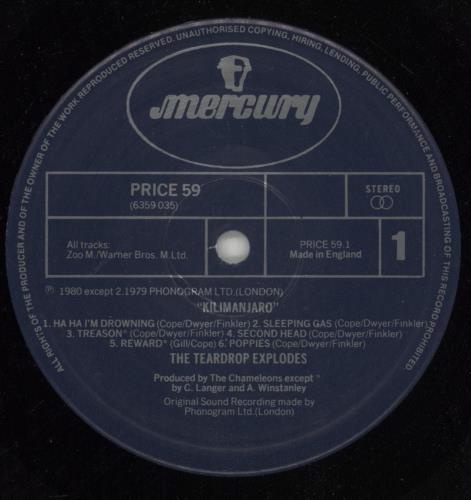 ALL RIGHTS OF THE PRODUCER AND OF THE OWNER OF THE WORK REPRODUCED RESERVED. UNAUTHORISED COPYING, HIRING, LENDING, PUBLIC PERFORMANCE AND BROADCASTING OF THIS RECORD PROHIBITED.
mercury
PRICE 59
(6359 035)
STEREO
All tracks:
Zoo M./Warner Bros. M.Ltd.
PRICE 59.1
Made in England
1
℗ 1980 except 2.1979 PHONOGRAM LTD.(LONDON)
"KILIMANJARO"
1. HA HA I'M DROWNING (Cope/Dwyer/Finkler) 2. SLEEPING GAS (Cope/Dwyer/Finkler)
3. TREASON* (Cope/Dwyer/Finkler) 4. SECOND HEAD (Cope/Dwyer/Finkler)
5. REWARD* (Gill/Cope) 6. POPPIES (Cope/Dwyer/Finkler)
THE TEARDROP EXPLODES
Produced by The Chameleons except *
by C. Langer and A. Winstanley
Original Sound Recording made by
Phonogram Ltd.(London)